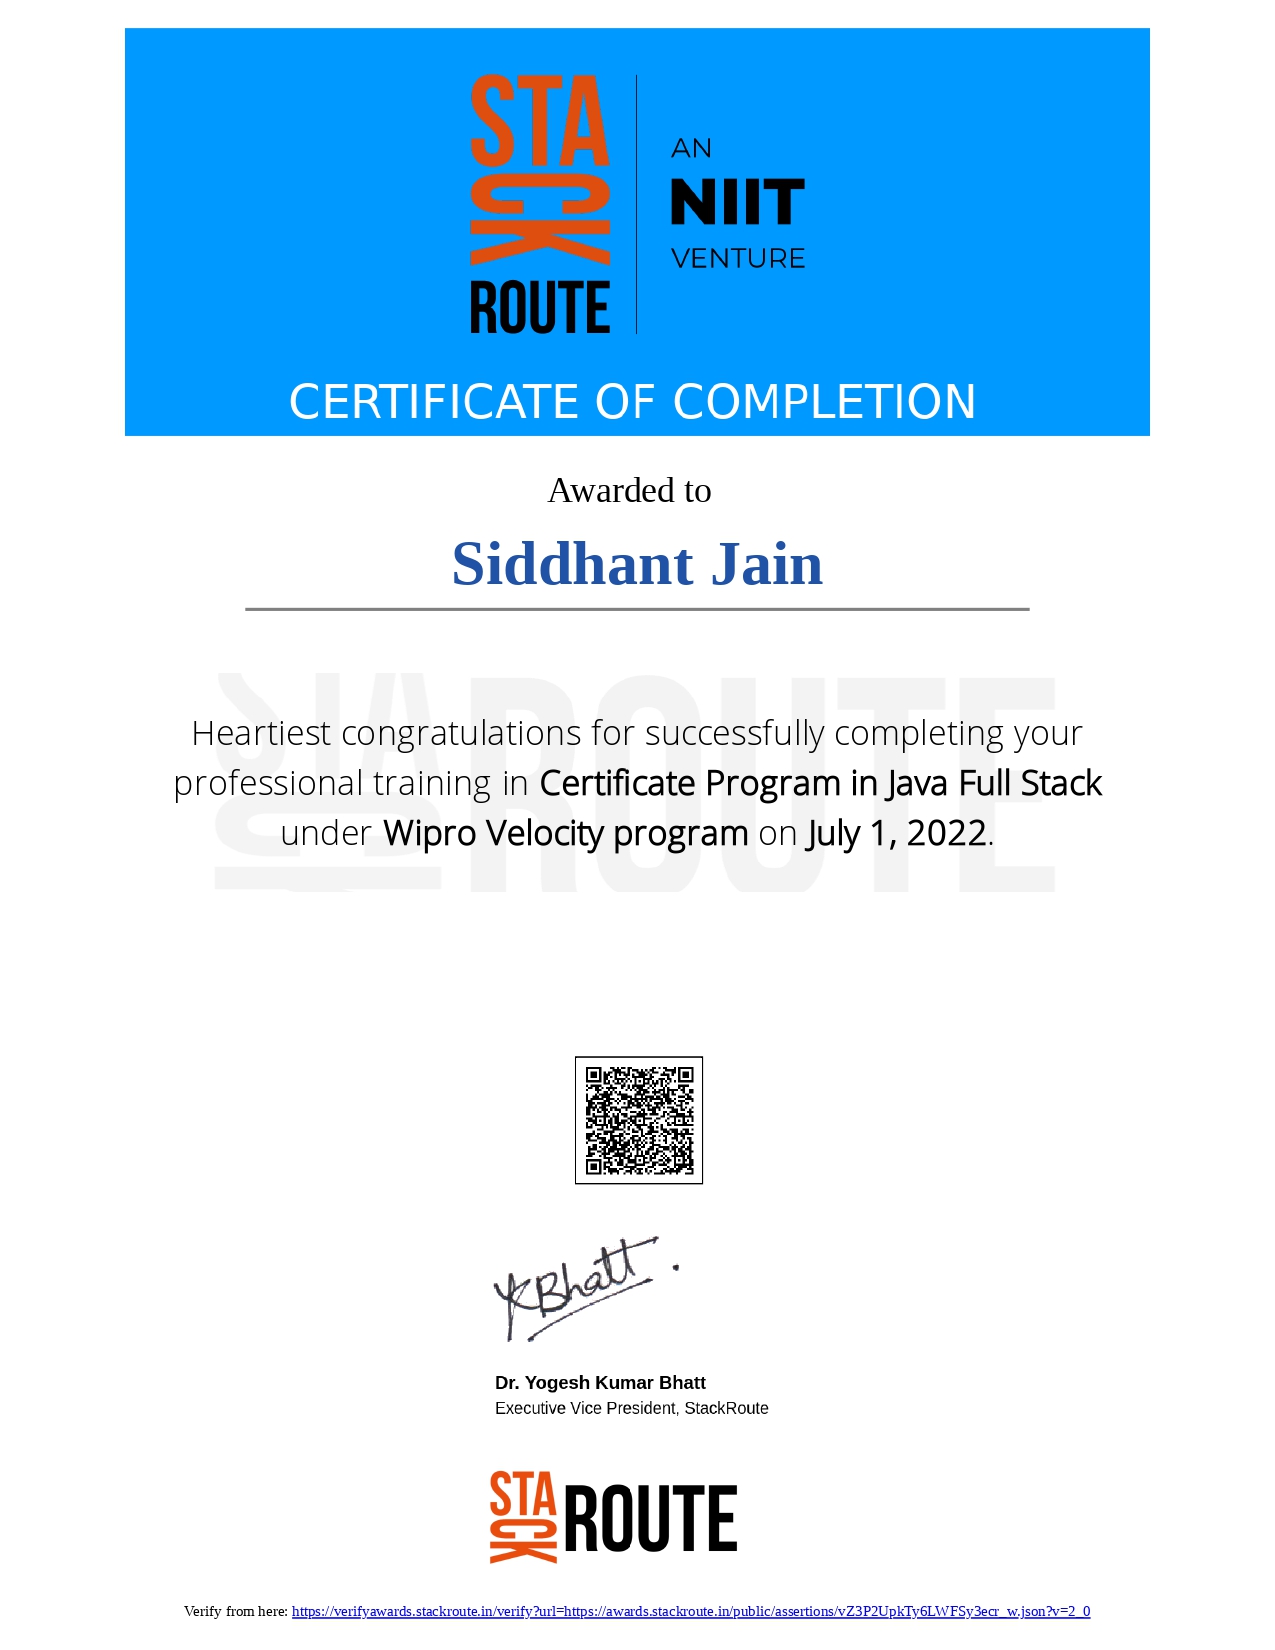 STACK
ROUTE
AN
NIIT
VENTURE
CERTIFICATE OF COMPLETION
Awarded to
Siddhant Jain
STACK ROUTE
Heartiest congratulations for successfully completing your
professional training in Certificate Program in Java Full Stack
under Wipro Velocity program on July 1, 2022.
YKBhatt.
Dr. Yogesh Kumar Bhatt
Executive Vice President, StackRoute
STACK ROUTE
Verify from here: https://verifyawards.stackroute.in/verify?url=https://awards.stackroute.in/public/assertions/vZ3P2UpkTy6LWFSy3ecr_w.json?v=2_0